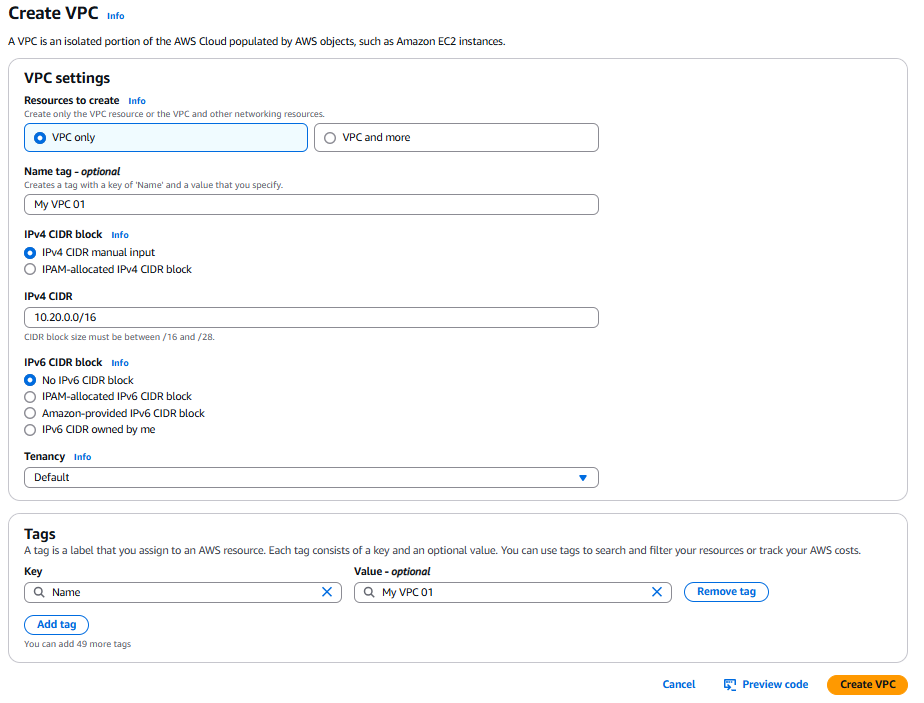 Create VPC Info
A VPC is an isolated portion of the AWS Cloud populated by AWS objects, such as Amazon EC2 instances.
VPC settings
Resources to create Info
Create only the VPC resource or the VPC and other networking resources.
VPC only VPC and more
Name tag - optional
Creates a tag with a key of 'Name' and a value that you specify.
My VPC 01
IPv4 CIDR block Info
IPv4 CIDR manual input
IPAM-allocated IPv4 CIDR block
IPv4 CIDR
10.20.0.0/16
CIDR block size must be between /16 and /28.
IPv6 CIDR block Info
No IPv6 CIDR block
IPAM-allocated IPv6 CIDR block
Amazon-provided IPv6 CIDR block
IPv6 CIDR owned by me
Tenancy Info
Default
Tags
A tag is a label that you assign to an AWS resource. Each tag consists of a key and an optional value. You can use tags to search and filter your resources or track your AWS costs.
Key Value - optional
Name My VPC 01 Remove tag
Add tag
You can add 49 more tags
Cancel Preview code Create VPC